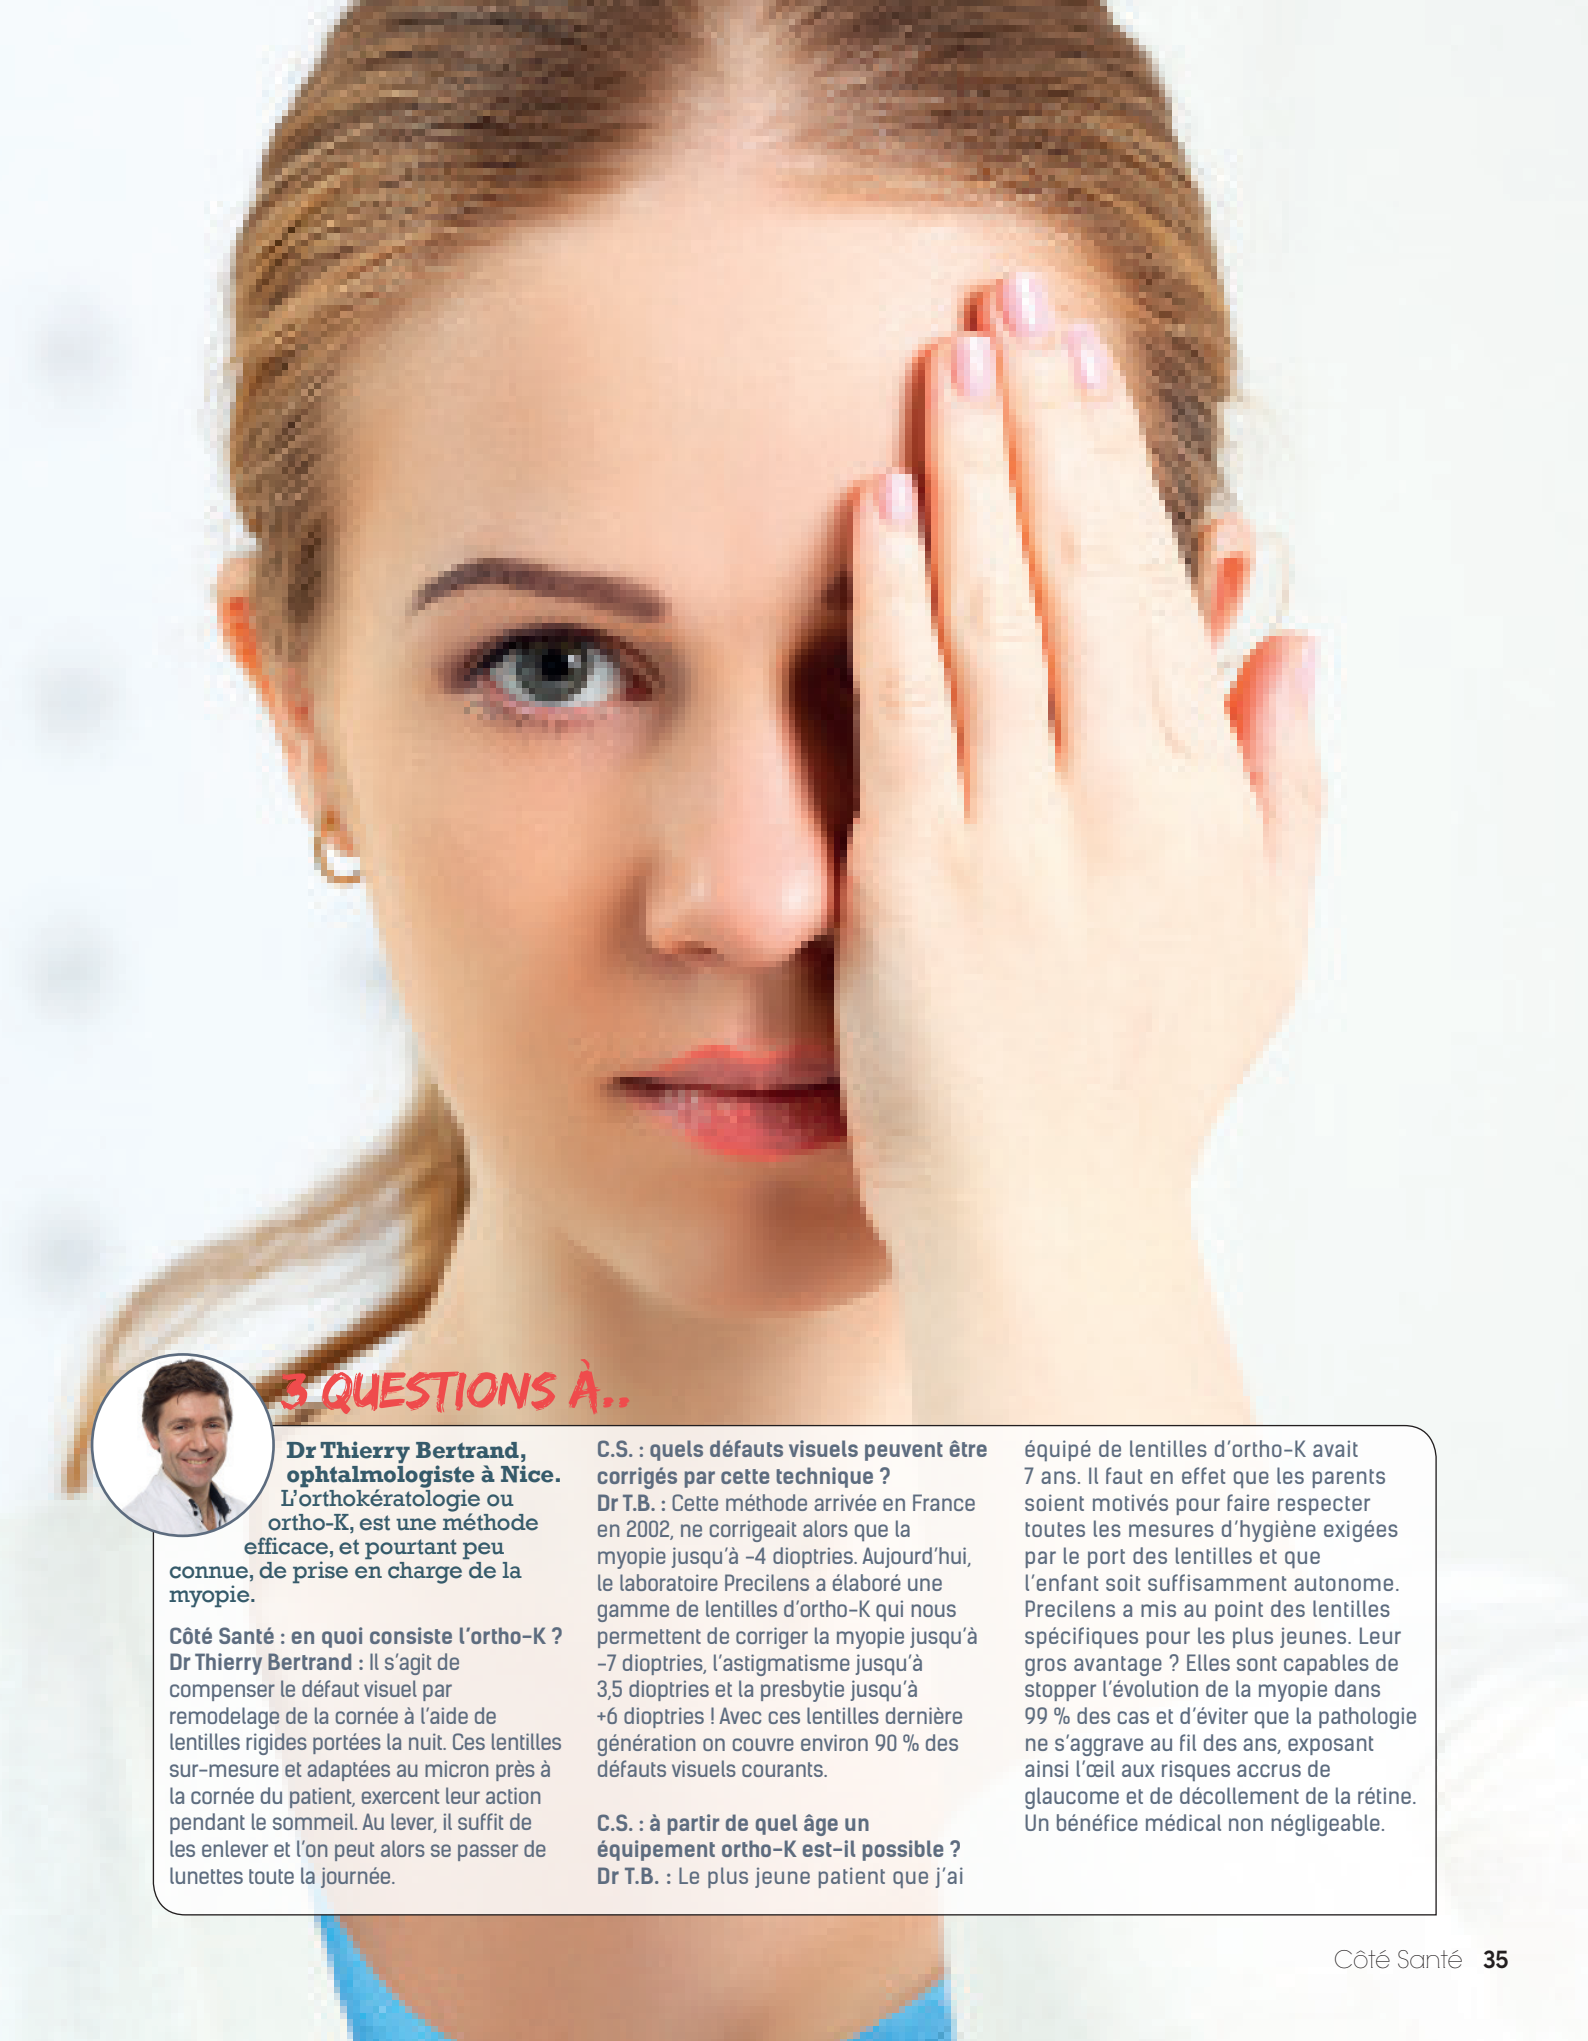 3 QUESTIONS À..
Dr Thierry Bertrand,
ophtalmologiste à Nice.
L'orthokératologie ou
ortho-K, est une méthode
efficace, et pourtant peu
connue, de prise en charge de la
myopie.
Côté Santé : en quoi consiste l'ortho-K ?
Dr Thierry Bertrand : Il s'agit de
compenser le défaut visuel par
remodelage de la cornée à l'aide de
lentilles rigides portées la nuit. Ces lentilles
sur-mesure et adaptées au micron près à
la cornée du patient, exercent leur action
pendant le sommeil. Au lever, il suffit de
les enlever et l'on peut alors se passer de
lunettes toute la journée.
C.S. : quels défauts visuels peuvent être
corrigés par cette technique ?
Dr T.B. : Cette méthode arrivée en France
en 2002, ne corrigeait alors que la
myopie jusqu'à -4 dioptries. Aujourd'hui,
le laboratoire Precilens a élaboré une
gamme de lentilles d'ortho-K qui nous
permettent de corriger la myopie jusqu'à
-7 dioptries, l'astigmatisme jusqu'à
3,5 dioptries et la presbytie jusqu'à
+6 dioptries ! Avec ces lentilles dernière
génération on couvre environ 90 % des
défauts visuels courants.
C.S. : à partir de quel âge un
équipement ortho-K est-il possible ?
Dr T.B. : Le plus jeune patient que j'ai
équipé de lentilles d'ortho-K avait
7 ans. Il faut en effet que les parents
soient motivés pour faire respecter
toutes les mesures d'hygiène exigées
par le port des lentilles et que
l'enfant soit suffisamment autonome.
Precilens a mis au point des lentilles
spécifiques pour les plus jeunes. Leur
gros avantage ? Elles sont capables de
stopper l'évolution de la myopie dans
99 % des cas et d'éviter que la pathologie
ne s'aggrave au fil des ans, exposant
ainsi l'œil aux risques accrus de
glaucome et de décollement de la rétine.
Un bénéfice médical non négligeable.
Côté Santé 35